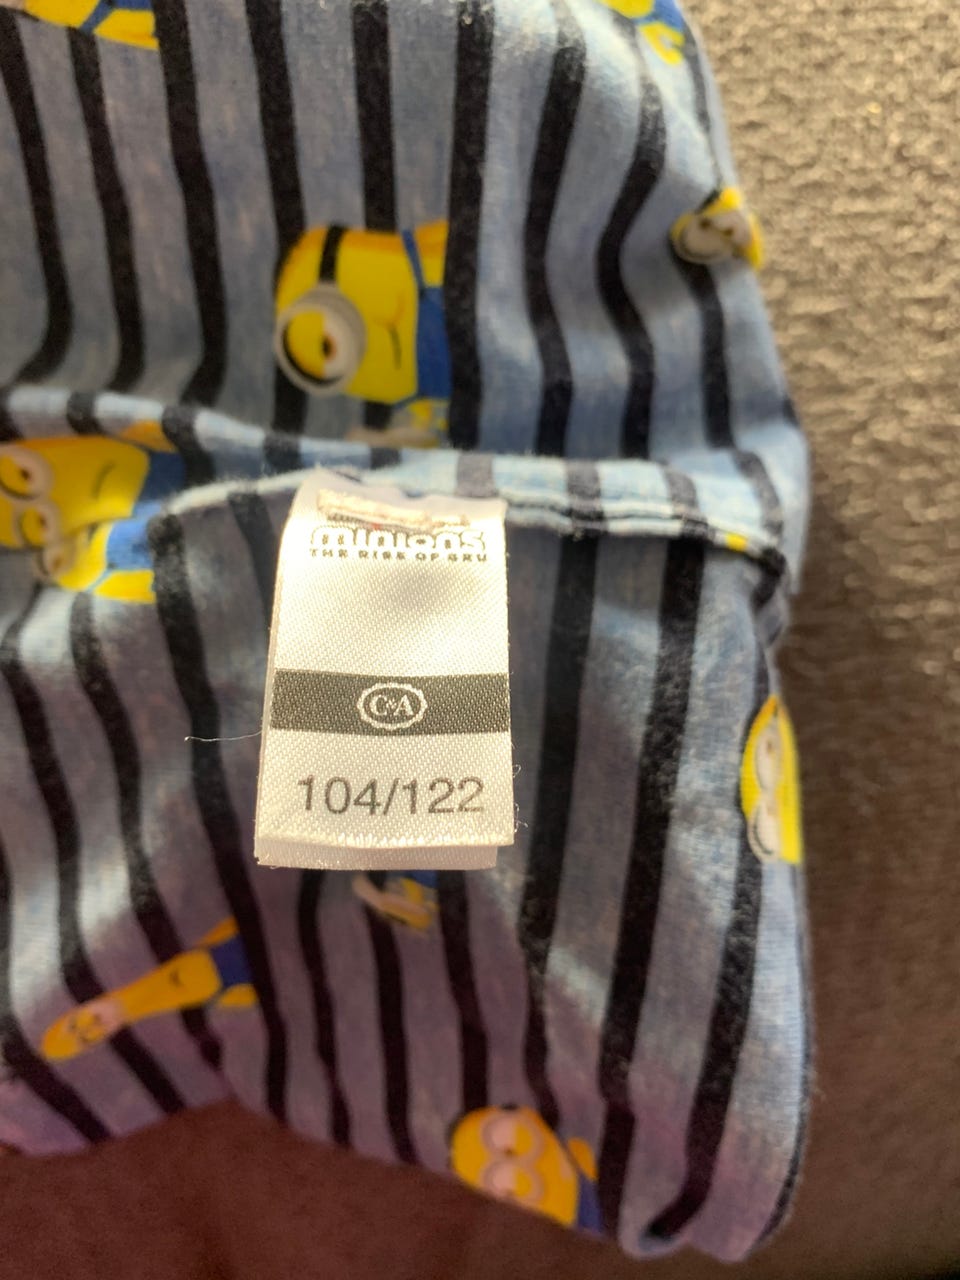 minions
THE RISE OF GRU
C&A
104/122